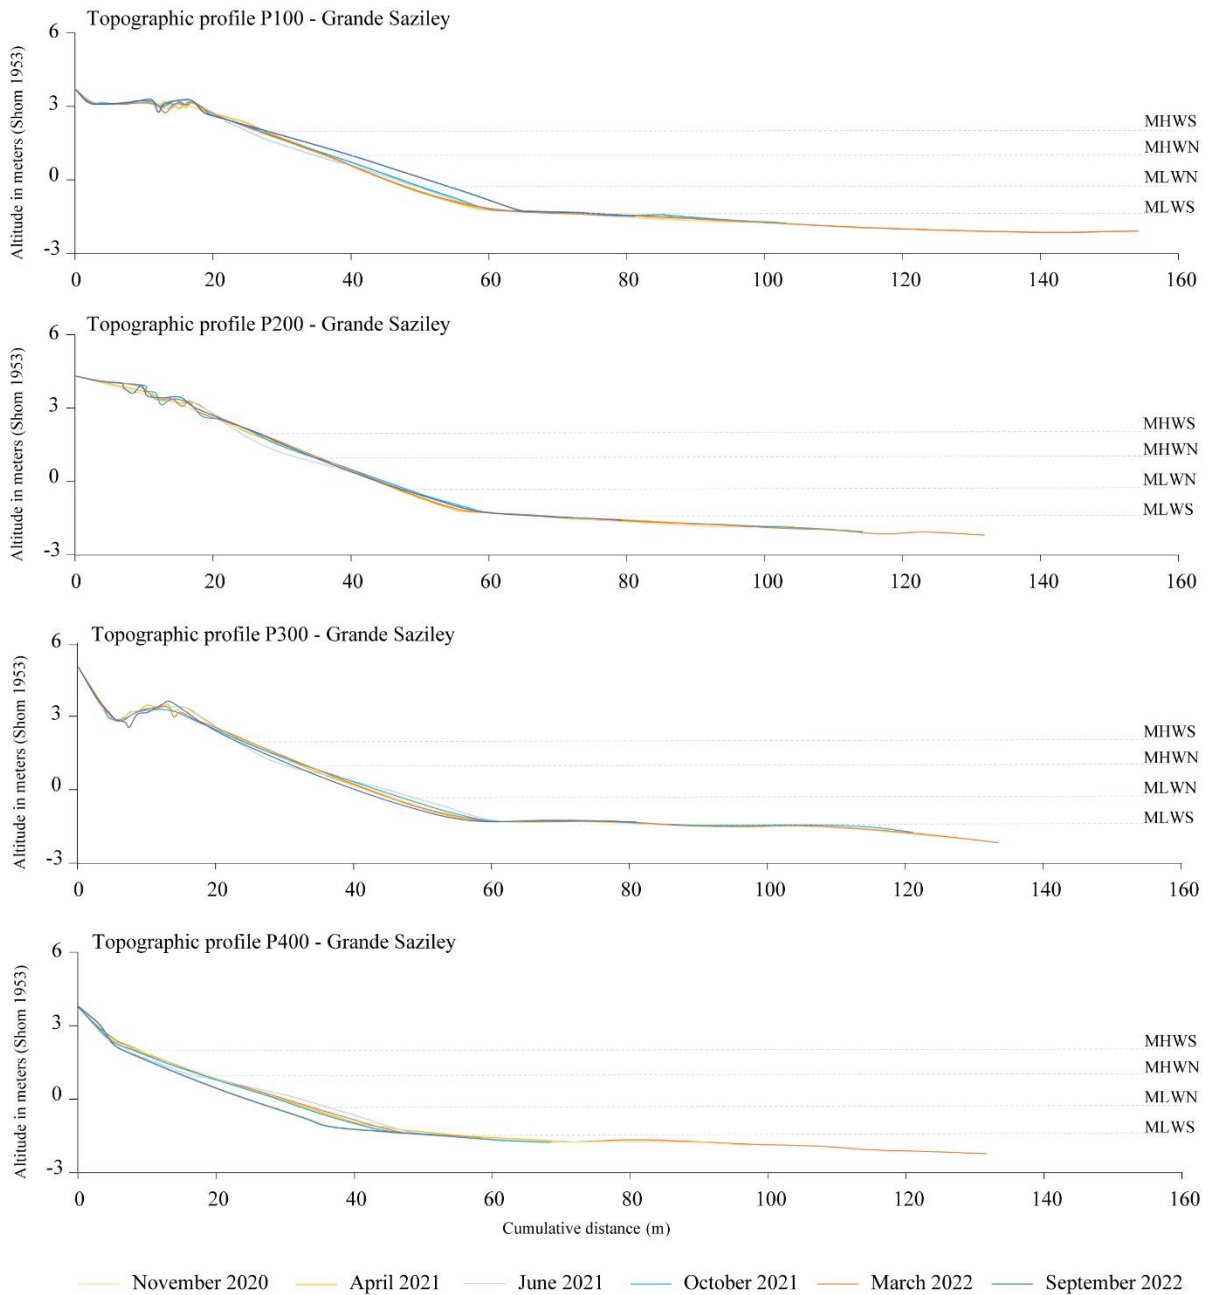 Topographic profile P100 - Grande Saziley
Altitude in meters (Shom 1953)
6
3
0
-3
MHWS
MHWN
MLWN
MLWS
0 20 40 60 80 100 120 140 160
Topographic profile P200 - Grande Saziley
Altitude in meters (Shom 1953)
6
3
0
-3
MHWS
MHWN
MLWN
MLWS
0 20 40 60 80 100 120 140 160
Topographic profile P300 - Grande Saziley
Altitude in meters (Shom 1953)
6
3
0
-3
MHWS
MHWN
MLWN
MLWS
0 20 40 60 80 100 120 140 160
Topographic profile P400 - Grande Saziley
Altitude in meters (Shom 1953)
6
3
0
-3
MHWS
MHWN
MLWN
MLWS
0 20 40 60 80 100 120 140 160
Cumulative distance (m)
November 2020 April 2021 June 2021 October 2021 March 2022 September 2022